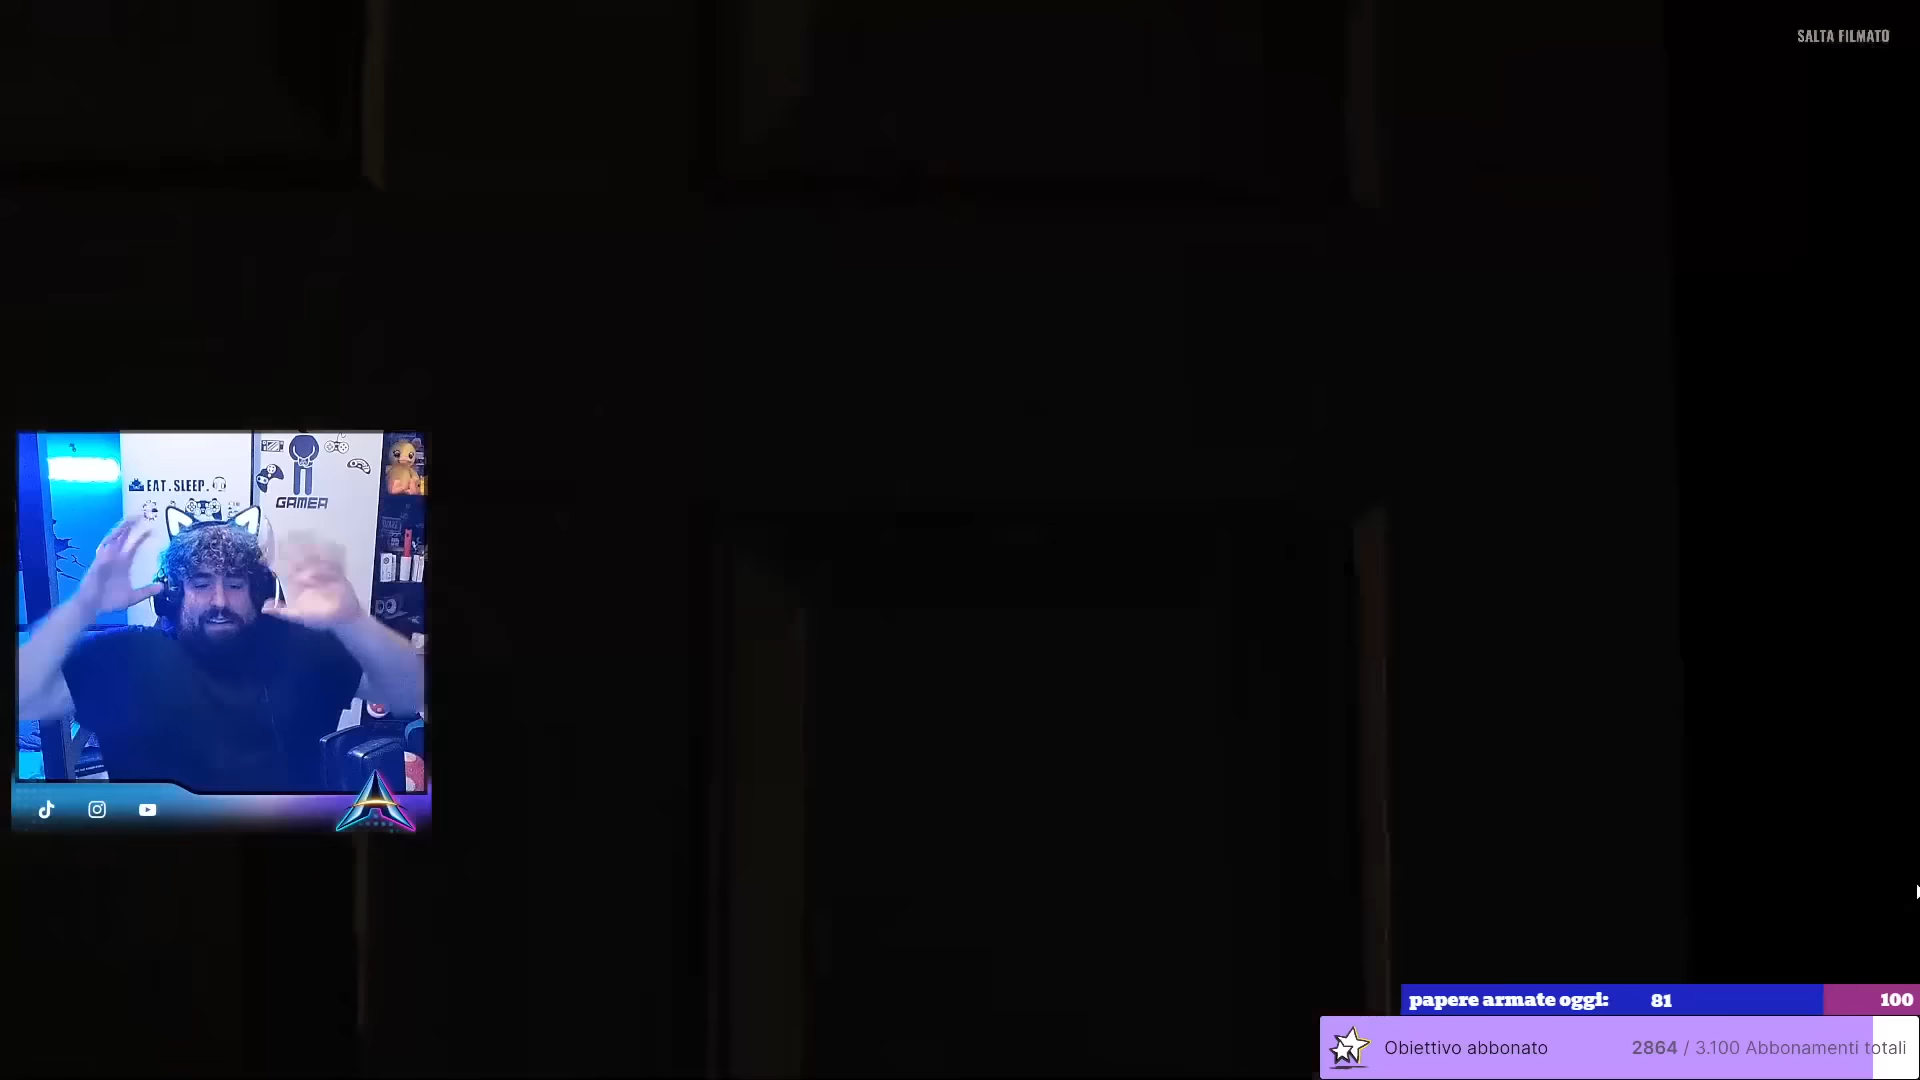 SALTA FILMATO
EAT.SLEEP.
GAMER
papere armate oggi: 81 100
Obiettivo abbonato 2864 / 3.100 Abbonamenti totali